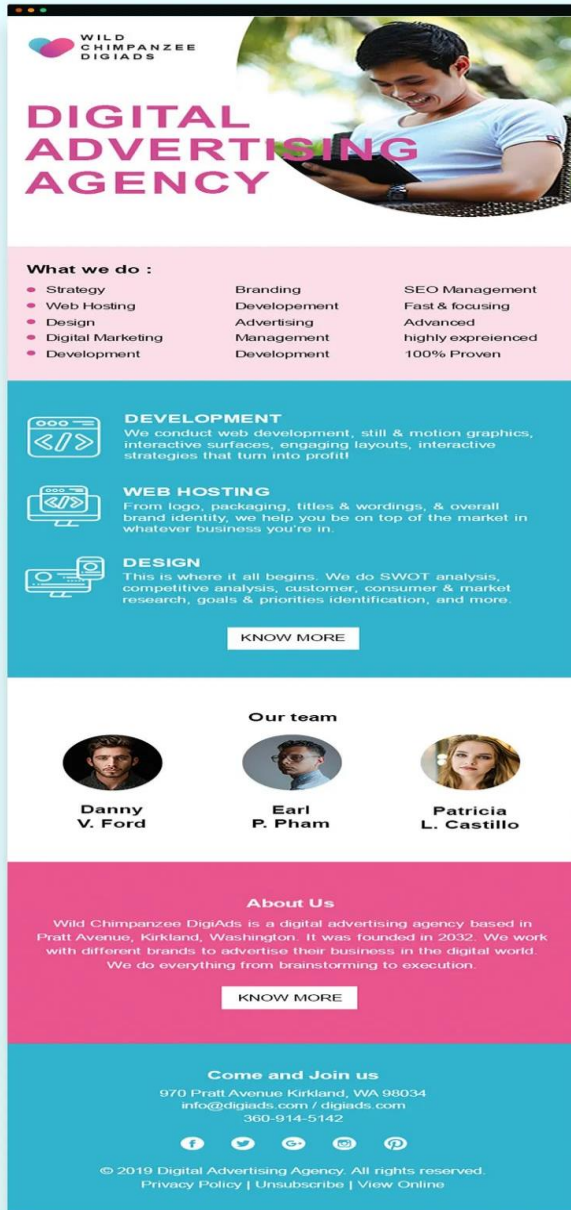 WILD
CHIMPANZEE
DIGIADS
DIGITAL
ADVERTISING
AGENCY
What we do :
Strategy Branding SEO Management
Web Hosting Developement Fast & focusing
Design Advertising Advanced
Digital Marketing Management highly expreienced
Development Development 100% Proven
DEVELOPMENT
We conduct web development, still & motion graphics,
interactive surfaces, engaging layouts, interactive
strategies that turn into profit!
WEB HOSTING
From logo, packaging, titles & wordings, & overall
brand identity, we help you be on top of the market in
whatever business you're in.
DESIGN
This is where it all begins. We do SWOT analysis,
competitive analysis, customer, consumer & market
research, goals & priorities identification, and more.
KNOW MORE
Our team
Danny
V. Ford
Earl
P. Pham
Patricia
L. Castillo
About Us
Wild Chimpanzee DigiAds is a digital advertising agency based in
Pratt Avenue, Kirkland, Washington. It was founded in 2032. We work
with different brands to advertise their business in the digital world.
We do everything from brainstorming to execution.
KNOW MORE
Come and Join us
970 Pratt Avenue Kirkland, WA 98034
info@digiads.com / digiads.com
360-914-5142
© 2019 Digital Advertising Agency. All rights reserved.
Privacy Policy | Unsubscribe | View Online